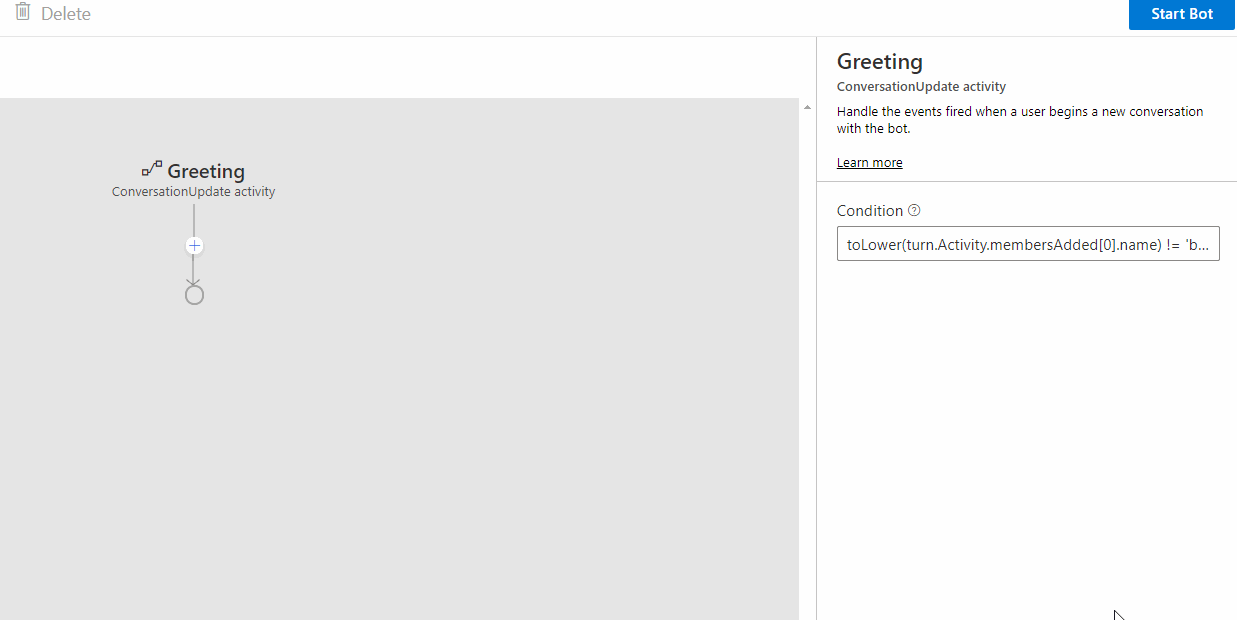 Delete
Start Bot
Greeting
ConversationUpdate activity
Greeting
ConversationUpdate activity
Handle the events fired when a user begins a new conversation
with the bot.
Learn more
Condition
toLower(turn.Activity.membersAdded[0].name) != 'b...